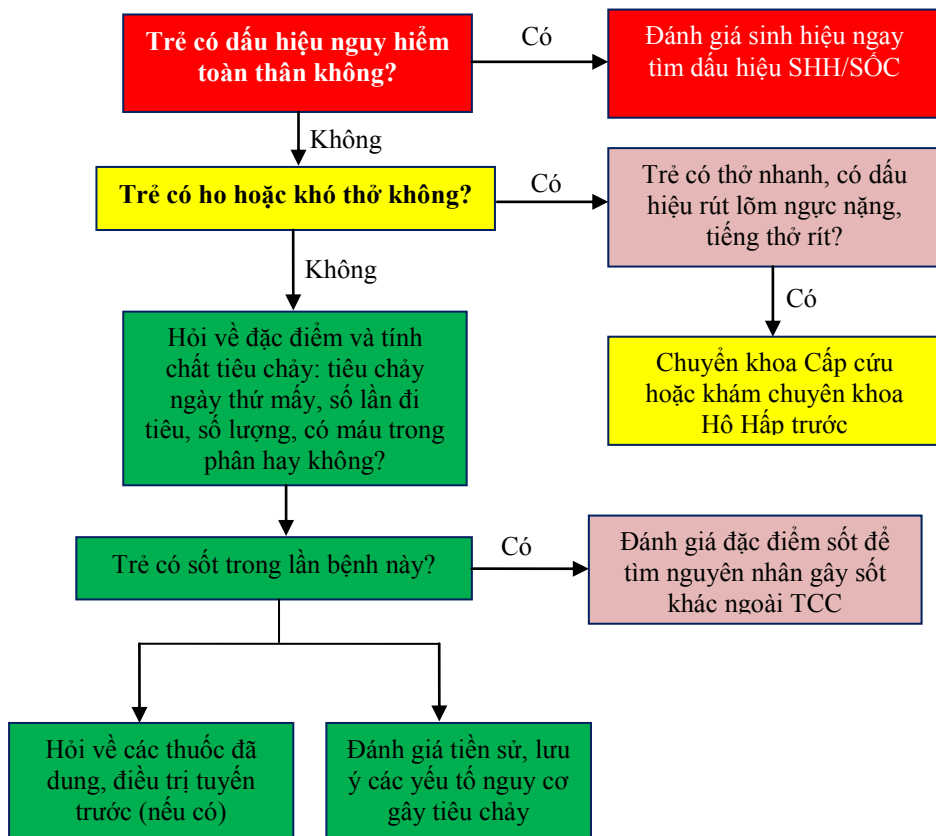 Trẻ có dấu hiệu nguy hiểm
toàn thân không?
Có
Đánh giá sinh hiệu ngay
tìm dấu hiệu SHH/SỐC
Không
Trẻ có ho hoặc khó thở không?
Có
Trẻ có thở nhanh, có dấu
hiệu rút lõm ngực nặng,
tiếng thở rít?
Không
Có
Hỏi về đặc điểm và tính
chất tiêu chảy: tiêu chảy
ngày thứ mấy, số lần đi
tiêu, số lượng, có máu trong
phân hay không?
Chuyển khoa Cấp cứu
hoặc khám chuyên khoa
Hô Hấp trước
Trẻ có sốt trong lần bệnh này?
Có
Đánh giá đặc điểm sốt để
tìm nguyên nhân gây sốt
khác ngoài TCC
Hỏi về các thuốc đã
dung, điều trị tuyến
trước (nếu có)
Đánh giá tiền sử, lưu
ý các yếu tố nguy cơ
gây tiêu chảy